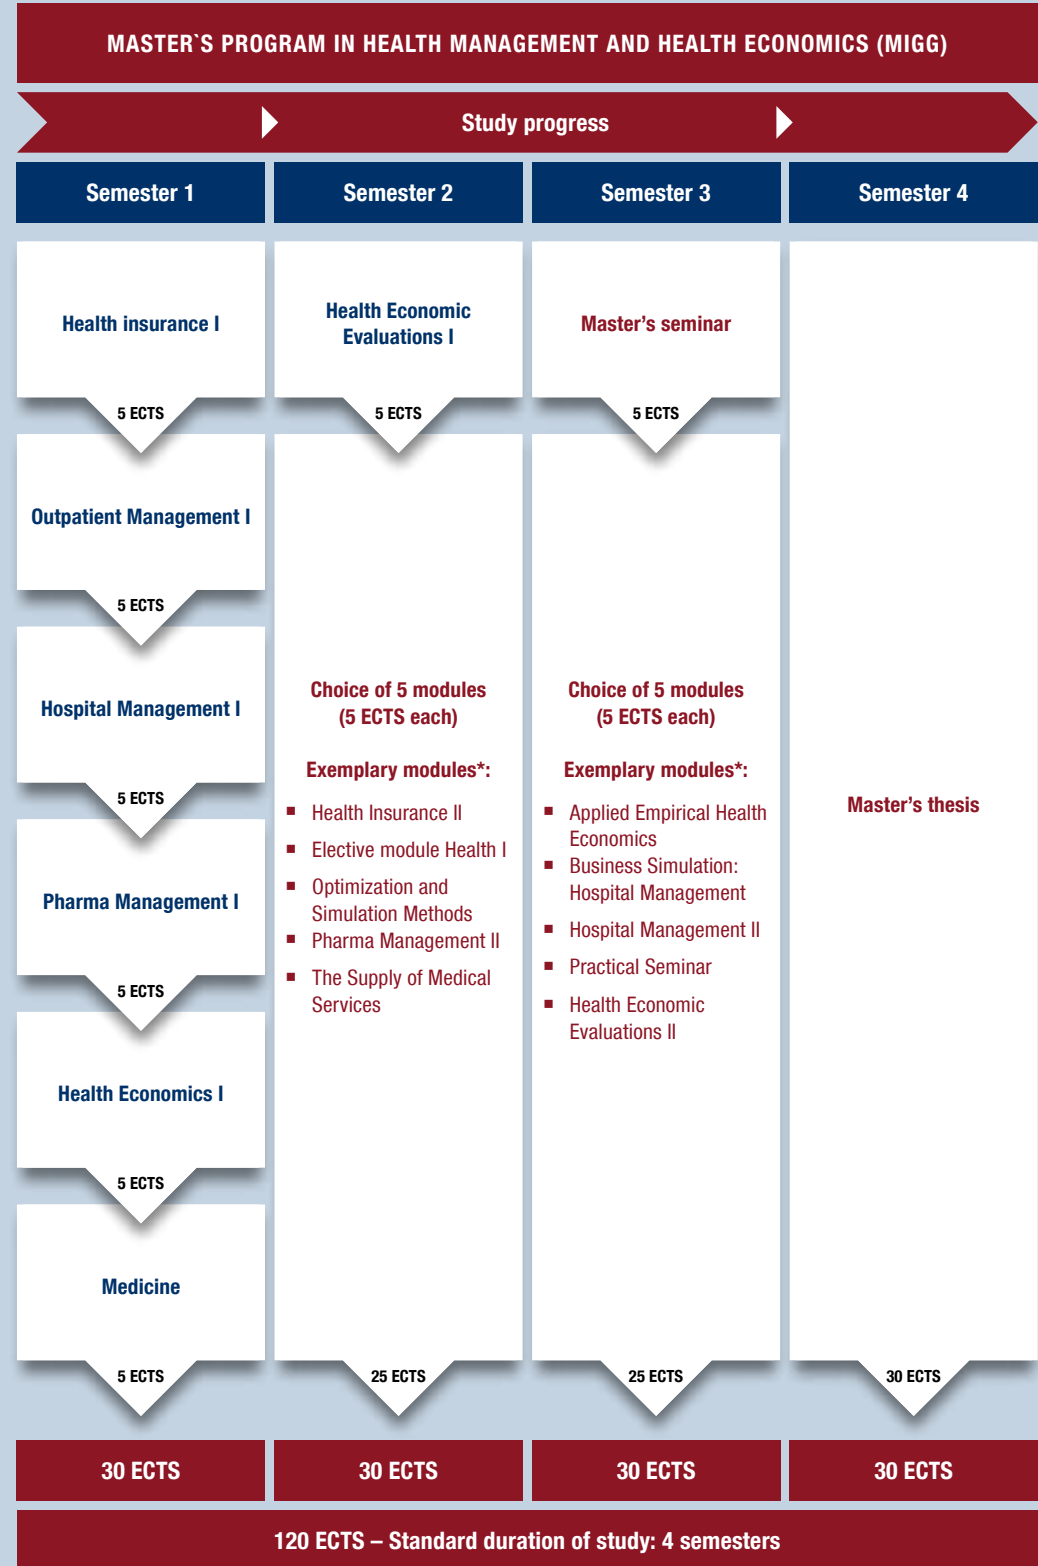 MASTER`S PROGRAM IN HEALTH MANAGEMENT AND HEALTH ECONOMICS (MIGG)
Study progress
Semester 1
Semester 2
Semester 3
Semester 4
Health insurance I
5 ECTS
Outpatient Management I
5 ECTS
Hospital Management I
5 ECTS
Pharma Management I
5 ECTS
Health Economics I
5 ECTS
Medicine
5 ECTS
Health Economic
Evaluations I
5 ECTS
Choice of 5 modules
(5 ECTS each)
Exemplary modules*:
■ Health Insurance II
■ Elective module Health I
■ Optimization and
Simulation Methods
■ Pharma Management II
■ The Supply of Medical
Services
25 ECTS
Master’s seminar
5 ECTS
Choice of 5 modules
(5 ECTS each)
Exemplary modules*:
■ Applied Empirical Health
Economics
■ Business Simulation:
Hospital Management
■ Hospital Management II
■ Practical Seminar
■ Health Economic
Evaluations II
25 ECTS
Master’s thesis
30 ECTS
30 ECTS
30 ECTS
30 ECTS
30 ECTS
120 ECTS – Standard duration of study: 4 semesters